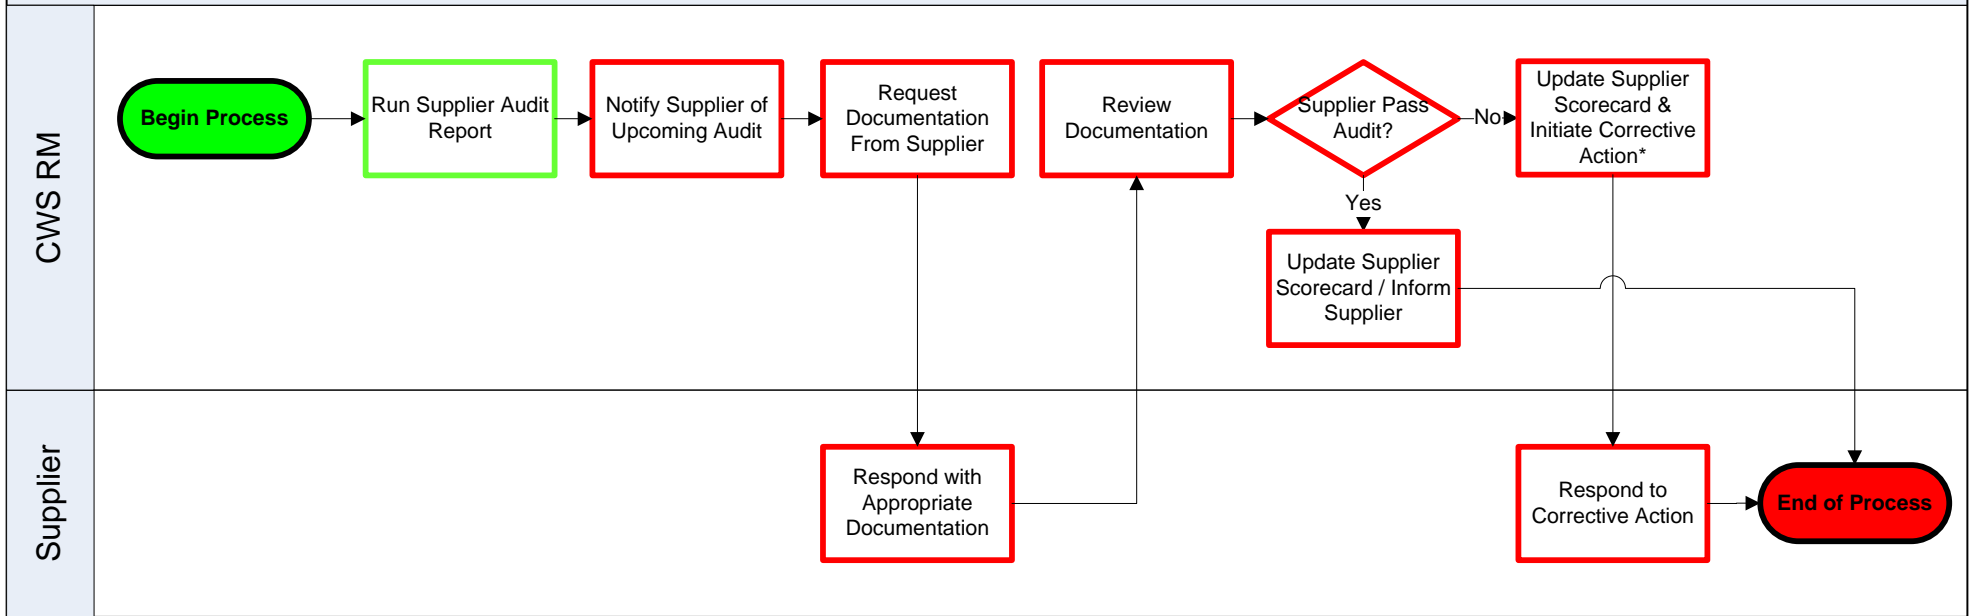 CWS RM
Begin Process
Run Supplier Audit
Report
Notify Supplier of
Upcoming Audit
Request
Documentation
From Supplier
Review
Documentation
Supplier Pass
Audit?
No
Update Supplier
Scorecard &
Initiate Corrective
Action*
Yes
Update Supplier
Scorecard / Inform
Supplier
Supplier
Respond with
Appropriate
Documentation
Respond to
Corrective Action
End of Process